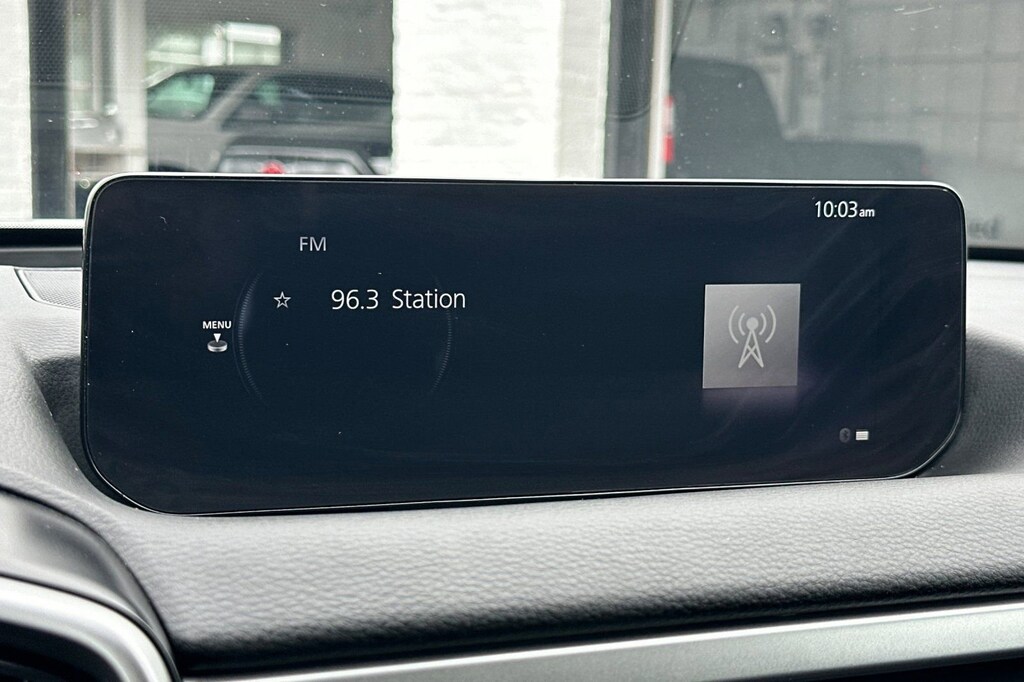 10:03am
FM
96.3 Station
MENU